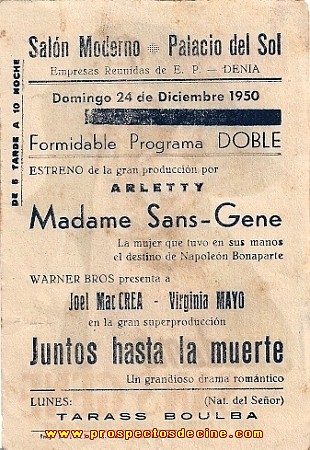 Salón Moderno Palacio del Sol
Empresas Reunidas de E. P — DENIA
DE 5 TARDE A 10 NOCHE
Domingo 24 de Diciembre 1950
Formidable Programa DOBLE
ESTRENO de la gran producción por
ARLETTY
Madame Sans-Gene
La mujer que tuvo en sus manos
el destino de Napoleón Bonaparte
WARNER BROS presenta a
Joel Mac CREA - Virginia MAYO
en la gran superproducción
Juntos hasta la muerte
Un grandioso drama romántico
LUNES: (Nat. del Señor)
TARASS BOULBA
www.prospectosdecine.com